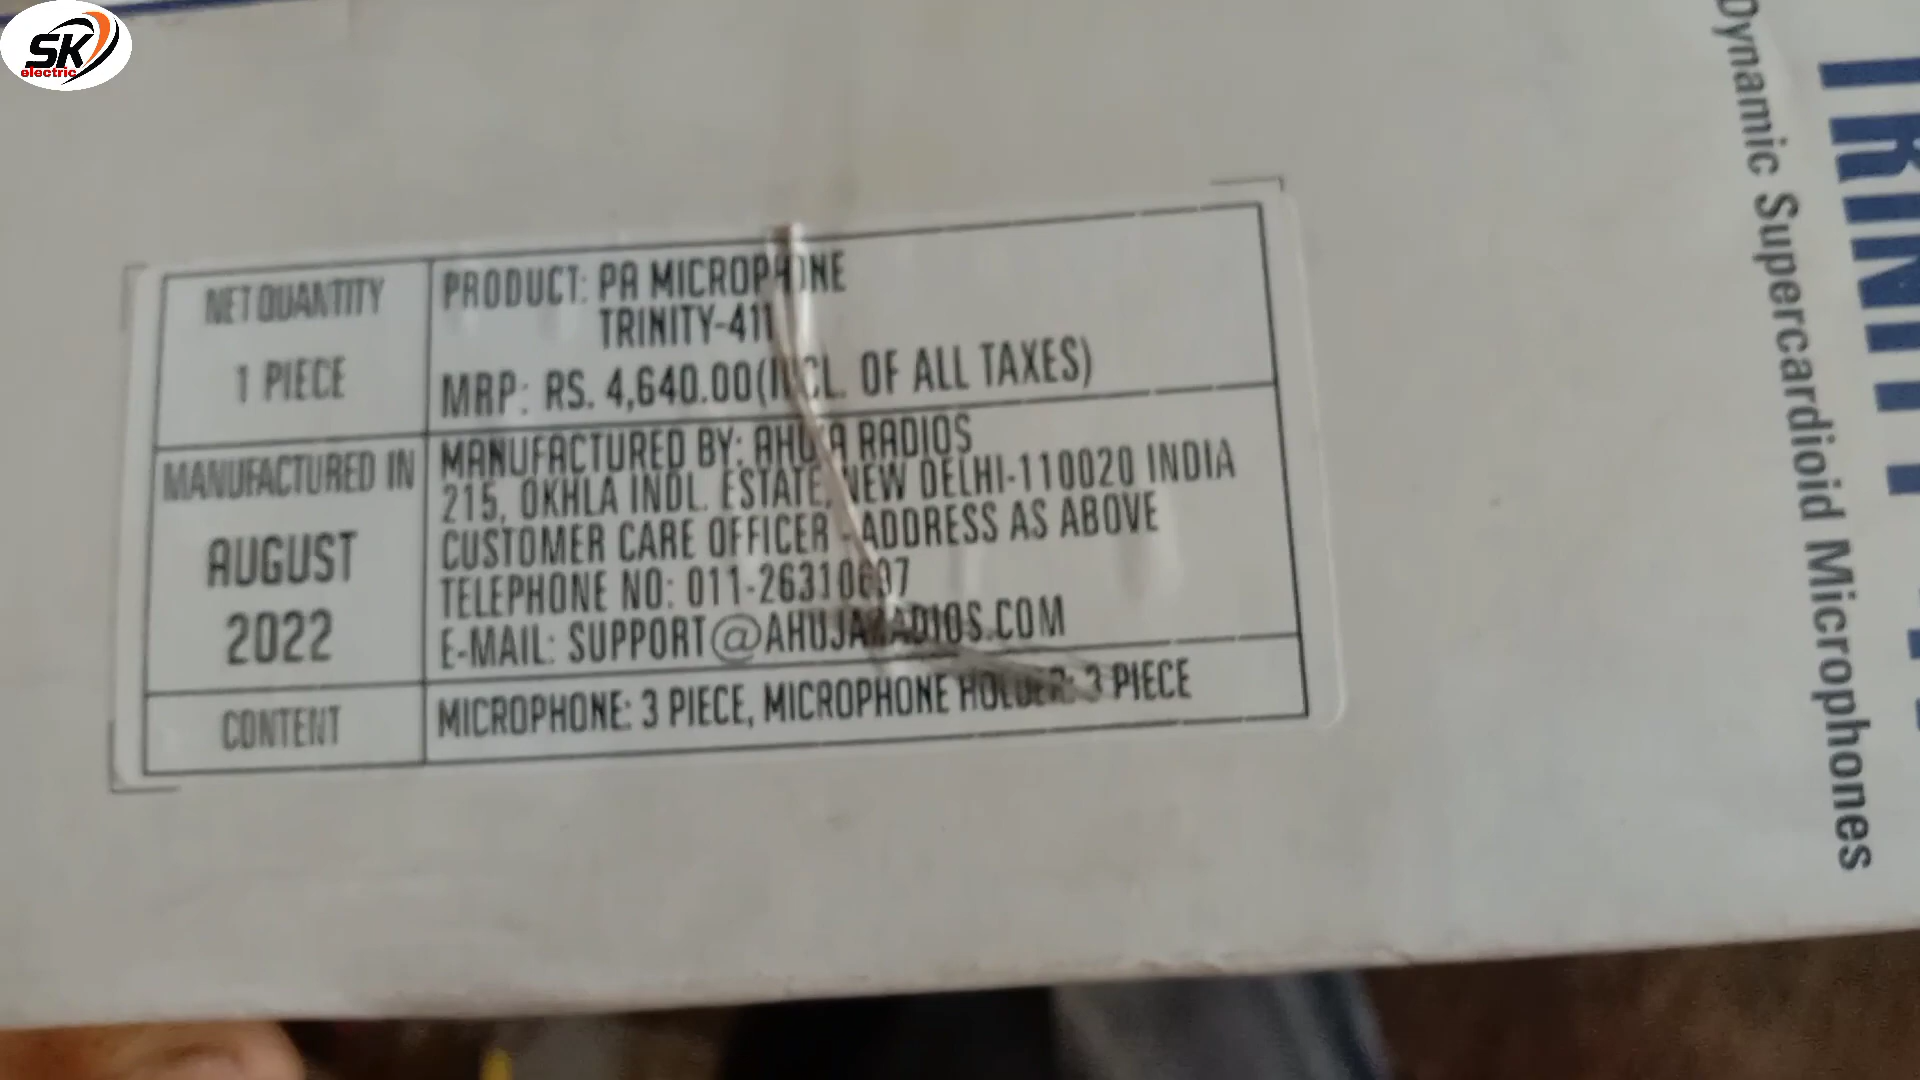 SK
electric
NET QUANTITY
1 PIECE
PRODUCT: PA MICROPHONE
TRINITY-411
MRP: RS. 4,640.00(INCL. OF ALL TAXES)
MANUFACTURED IN
AUGUST
2022
MANUFACTURED BY: AHUJA RADIOS
215, OKHLA INDL. ESTATE, NEW DELHI-110020 INDIA
CUSTOMER CARE OFFICER - ADDRESS AS ABOVE
TELEPHONE NO:
E-MAIL: SUPPORT@AHUJARADIOS.COM
CONTENT
MICROPHONE: 3 PIECE, MICROPHONE HOLDER: 3 PIECE
TRINITY
Dynamic Supercardioid Microphones